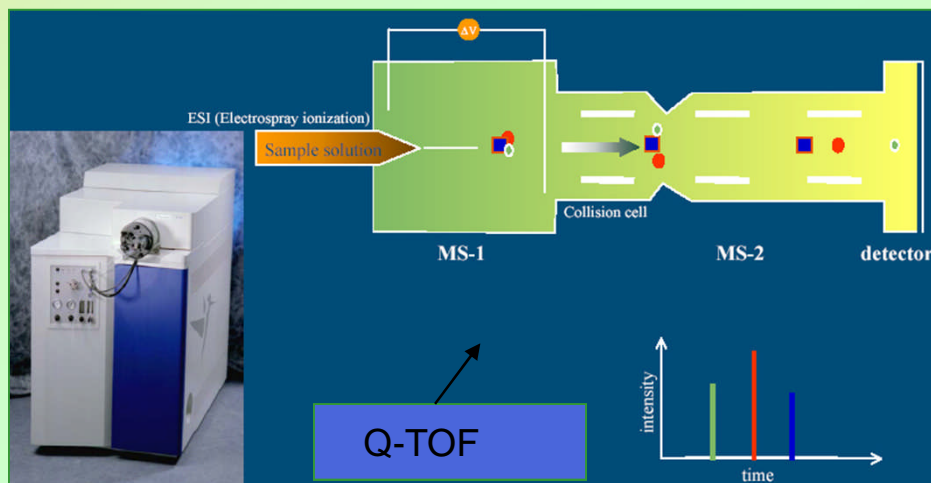 ΔV
ESI (Electrospray ionization)
Sample solution
Collision cell
MS-1
MS-2
detector
Q-TOF
intensity
time